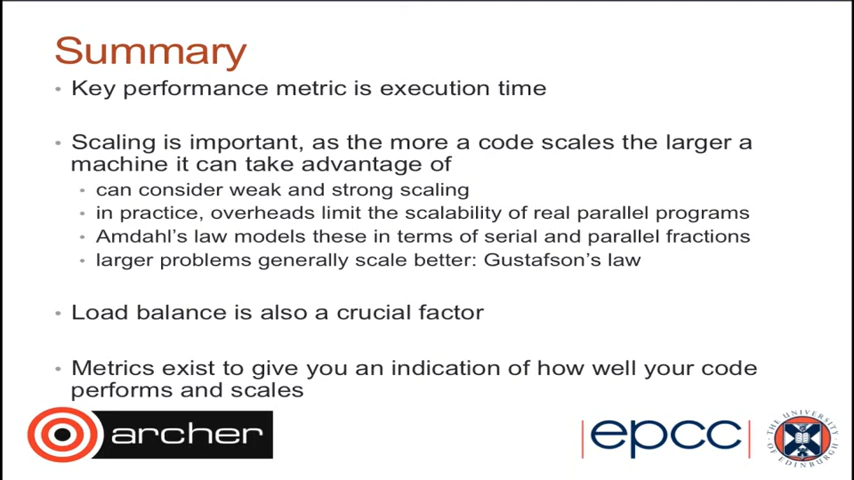 Summary
• Key performance metric is execution time
• Scaling is important, as the more a code scales the larger a
machine it can take advantage of
• can consider weak and strong scaling
• in practice, overheads limit the scalability of real parallel programs
• Amdahl's law models these in terms of serial and parallel fractions
• larger problems generally scale better: Gustafson's law
• Load balance is also a crucial factor
• Metrics exist to give you an indication of how well your code
performs and scales
archer
epcc
THE UNIVERSITY OF EDINBURGH